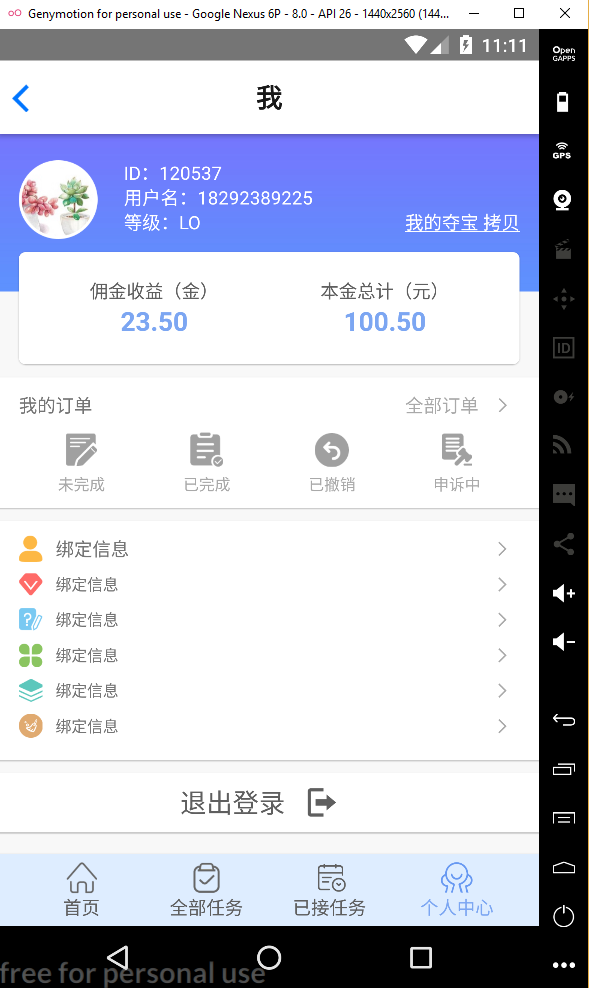 Genymotion for personal use - Google Nexus 6P - 8.0 - API 26 - 1440x2560 (144...
11:11
Open
GAPPS
我
GPS
ID：120537
用户名：18292389225
等级：LO
我的夺宝 拷贝
佣金收益（金）
本金总计（元）
23.50
100.50
ID
我的订单
全部订单
未完成
已完成
已撤销
申诉中
绑定信息
绑定信息
绑定信息
绑定信息
绑定信息
绑定信息
退出登录
首页
全部任务
已接任务
个人中心
free for personal use